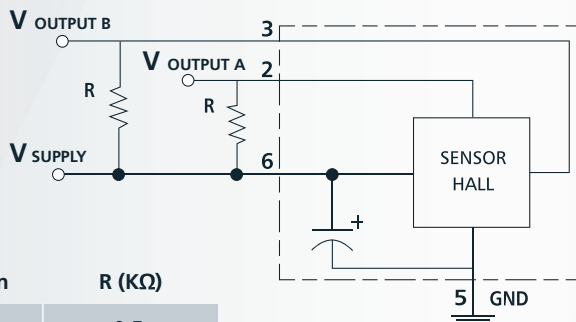 V OUTPUT B
3
V OUTPUT A
2
R
R
V SUPPLY
6
SENSOR
HALL
+
R (KΩ)
5 GND